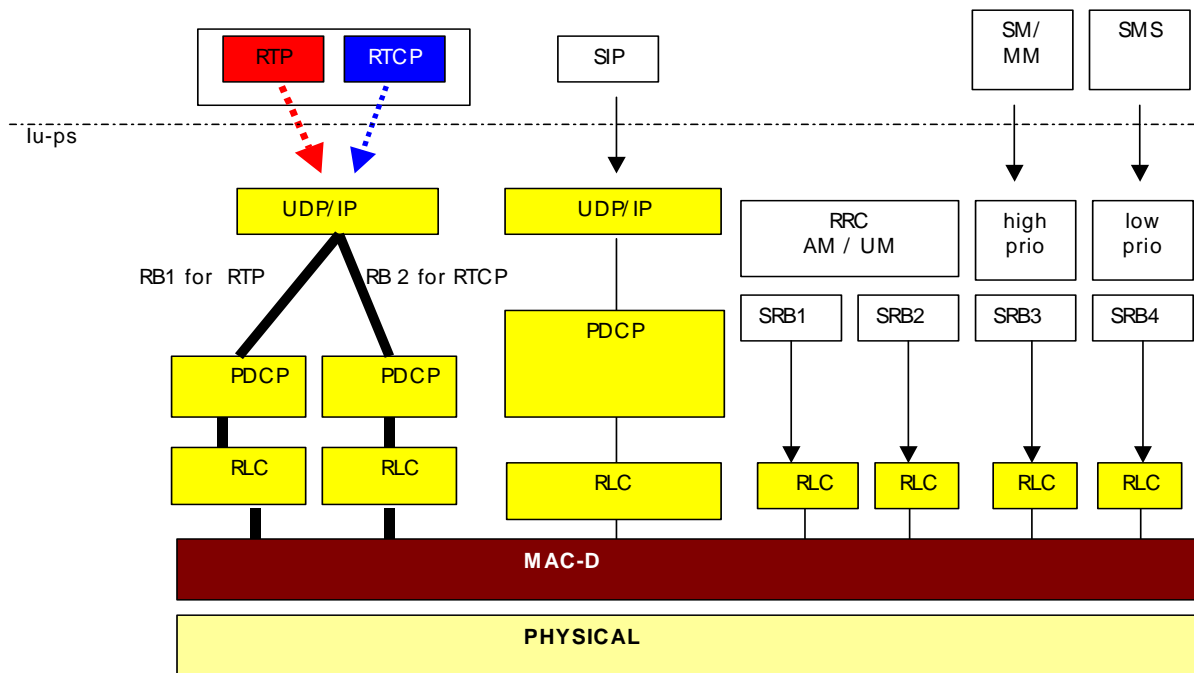 RTP
RTCP
SIP
SM/
MM
SMS
Iu-ps
UDP/IP
UDP/IP
RRC
AM / UM
high
prio
low
prio
RB1 for RTP
RB 2 for RTCP
SRB1
SRB2
SRB3
SRB4
PDCP
PDCP
PDCP
RLC
RLC
RLC
RLC
RLC
RLC
RLC
MAC-D
PHYSICAL